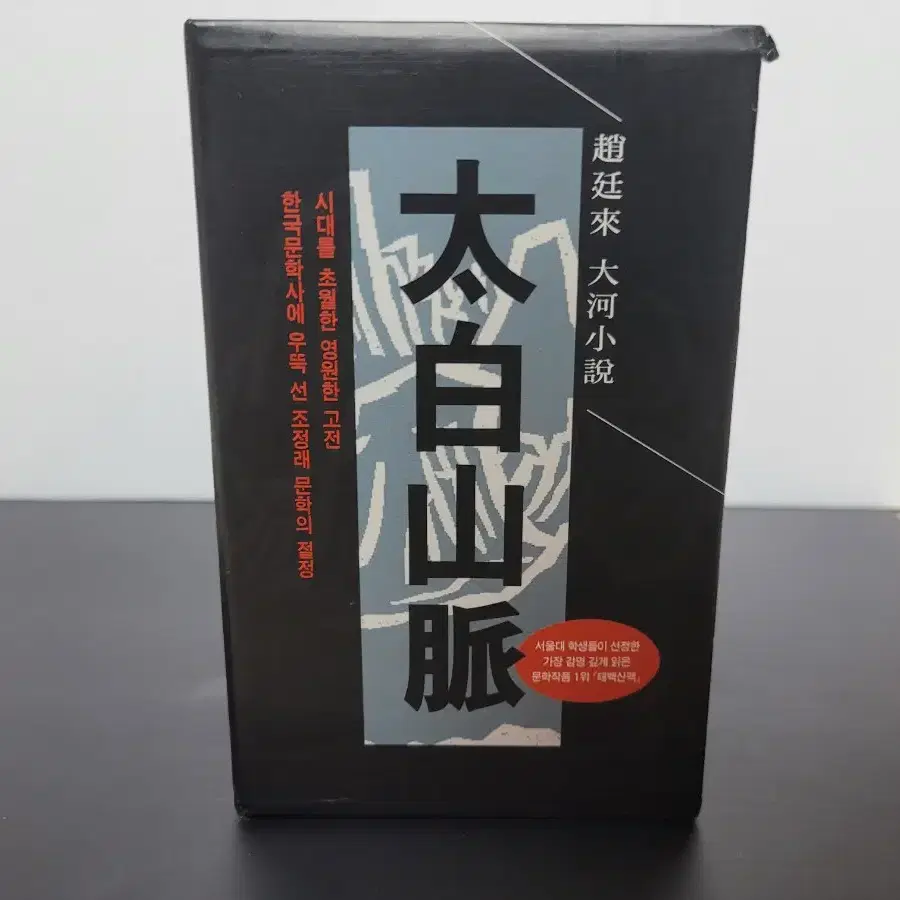 趙廷來 大河小說
太白山脈
시대를 초월한 영원한 고전
한국문학사에 우뚝 선 조정래 문학의 절정
서울대 학생들이 선정한
가장 감명 깊게 읽은
문학작품 1위 「태백산맥」